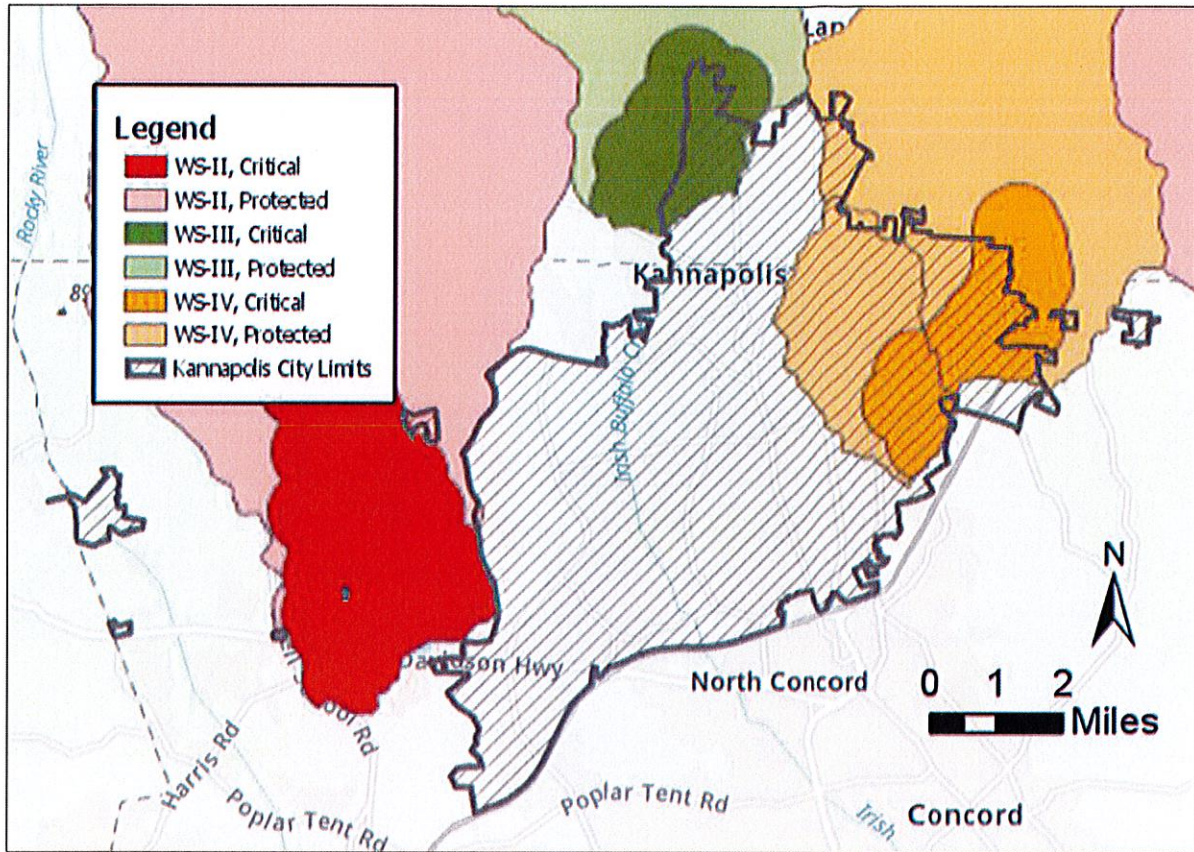 Lan
Rocky River
Legend
WS-II, Critical
WS-II, Protected
WS-III, Critical
WS-III, Protected
WS-IV, Critical
WS-IV, Protected
Kannapolis City Limits
Kannapolis
Irish Buffalo C
N
Davidson Hwy
North Concord
0 1 2
Miles
Rd
Harris Rd
Poplar Tent Rd
Poplar Tent Rd
Irish
Concord